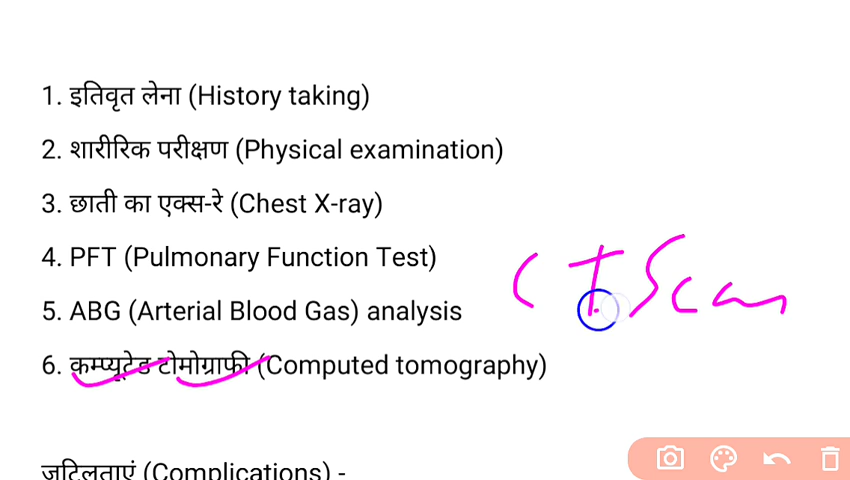 1. इतिवृत लेना (History taking)
2. शारीरिक परीक्षण (Physical examination)
3. छाती का एक्स-रे (Chest X-ray)
4. PFT (Pulmonary Function Test)
CT Scan
5. ABG (Arterial Blood Gas) analysis
6. कम्प्यूटेड टोमोग्राफी (Computed tomography)
जटिलताएं (Complications) -